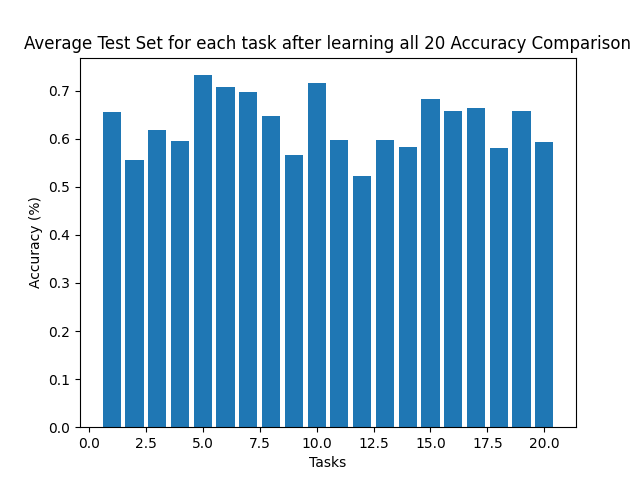 Average Test Set for each task after learning all 20 Accuracy Comparison
Accuracy (%)
0.7
0.6
0.5
0.4
0.3
0.2
0.1
0.0
0.0 2.5 5.0 7.5 10.0 12.5 15.0 17.5 20.0
Tasks